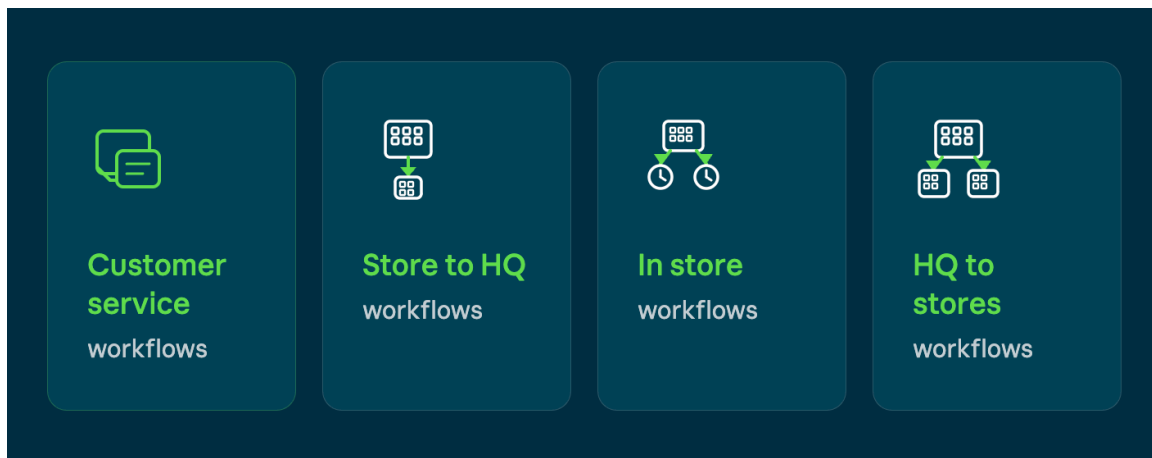 Customer
service
workflows
Store to HQ
workflows
In store
workflows
HQ to
stores
workflows